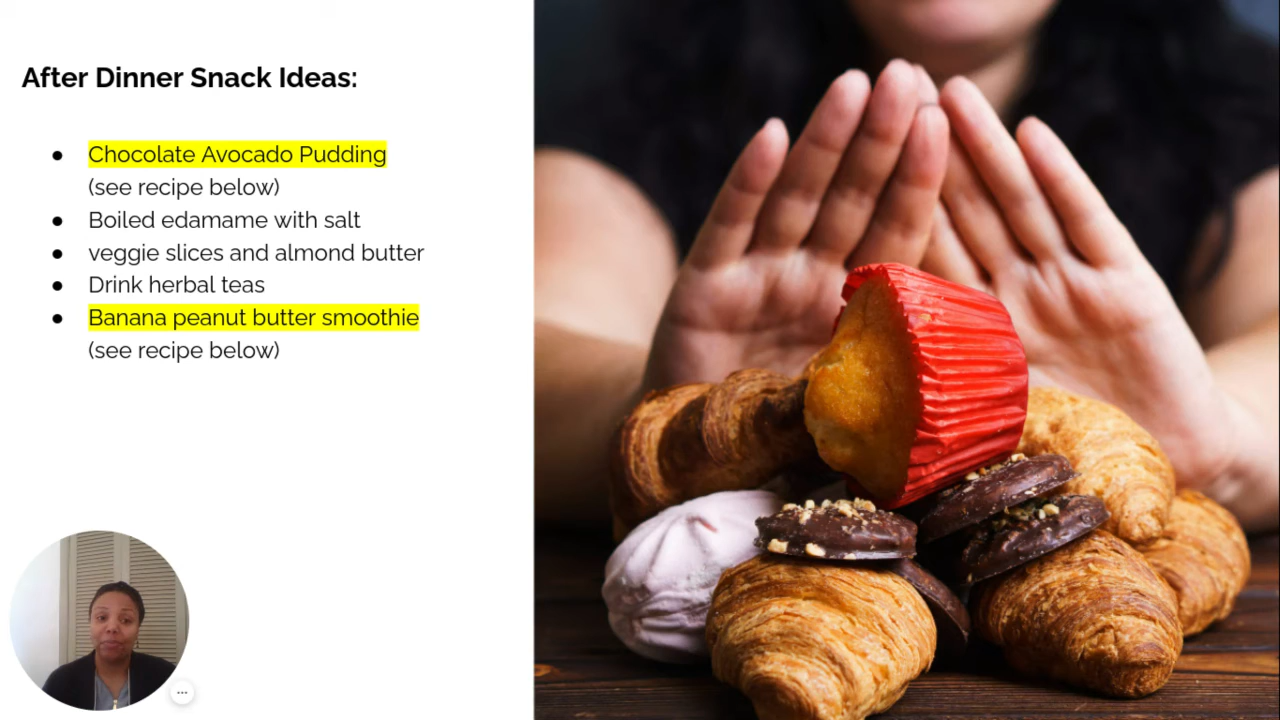 After Dinner Snack Ideas:
● Chocolate Avocado Pudding
(see recipe below)
● Boiled edamame with salt
● veggie slices and almond butter
● Drink herbal teas
● Banana peanut butter smoothie
(see recipe below)